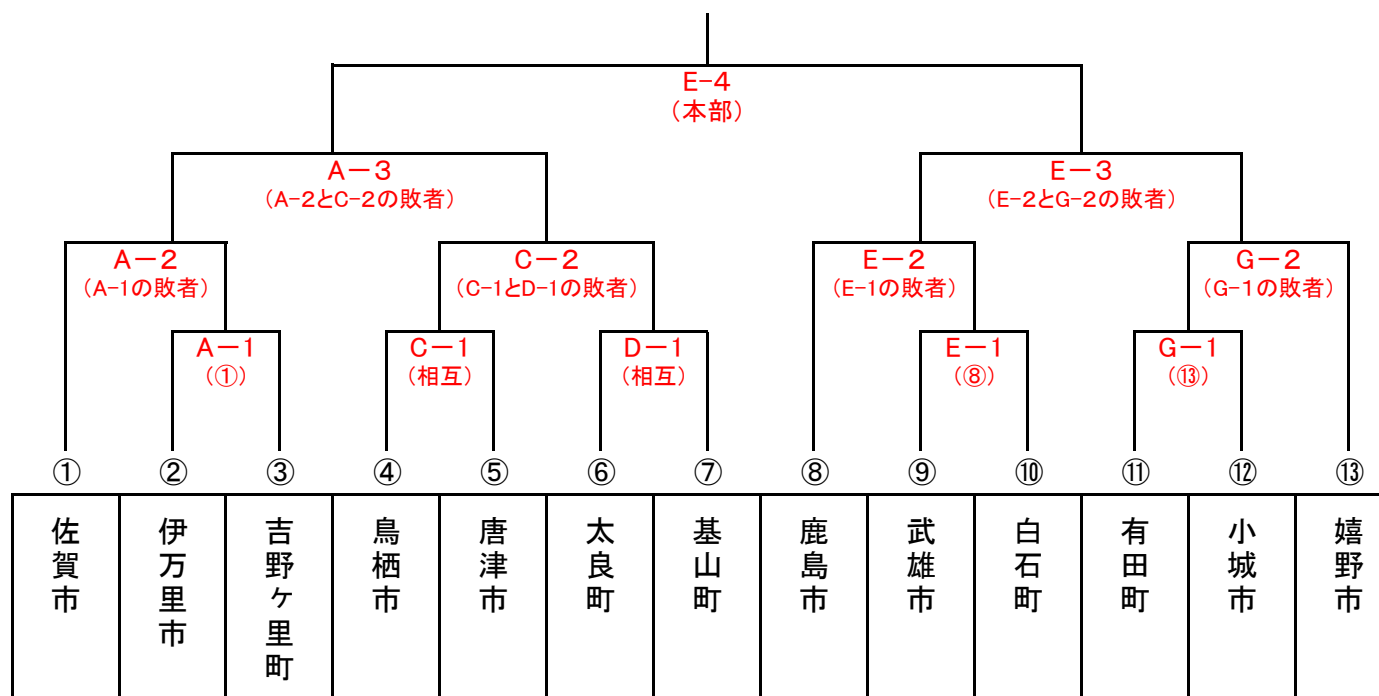 E-4
(本部)
A－3
(A-2とC-2の敗者)
E－3
(E-2とG-2の敗者)
A－2
(A-1の敗者)
C－2
(C-1とD-1の敗者)
E－2
(E-1の敗者)
G－2
(G-1の敗者)
A－1
(①)
C－1
(相互)
D－1
(相互)
E－1
(⑧)
G－1
(⑬)
① ② ③ ④ ⑤ ⑥ ⑦ ⑧ ⑨ ⑩ ⑪ ⑫ ⑬
佐賀市
伊万里市
吉野ヶ里町
鳥栖市
唐津市
太良町
基山町
鹿島市
武雄市
白石町
有田町
小城市
嬉野市